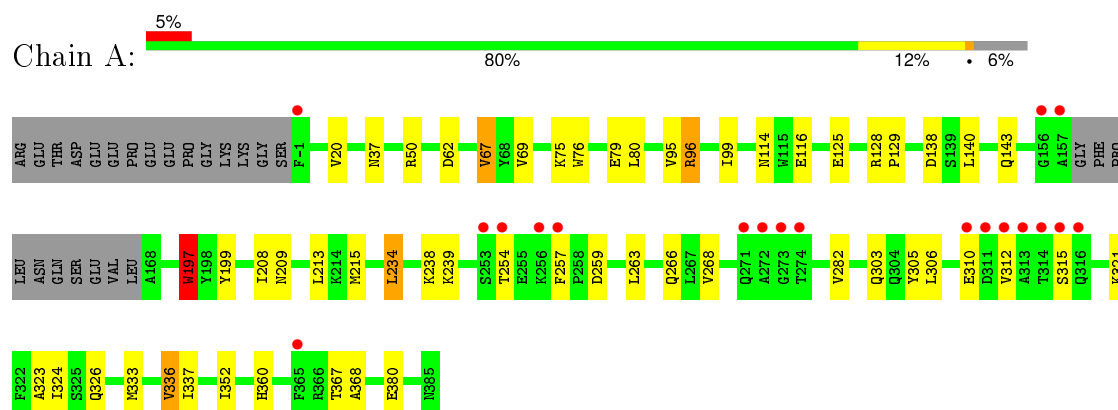 5%
Chain A:
80% 12% • 6%
ARG GLU THR ASP GLU GLU PRO GLU GLU PRO GLY LYS LYS GLY SER F-1 V20 N37 R50 D62 V67 Y68 V69 K75 W76 E79 L80 V95 R96 I99 N114 W115 E116 E125 R128 P129 D138 S139 L140 Q143 G156 A157 GLY PHE PRO
LEU ASN GLN SER GLU VAL LEU A168 W197 Y198 Y199 I208 N209 L213 K214 M215 L234 K238 K239 S253 T254 E255 K256 F257 P258 D259 L263 Q266 L267 V268 Q271 A272 G273 T274 V282 Q303 Q304 Y305 L306 E310 D311 V312 A313 T314 S315 Q316 K321
F322 A323 I324 S325 Q326 M333 V336 I337 I352 H360 F365 R366 T367 A368 E380 N385